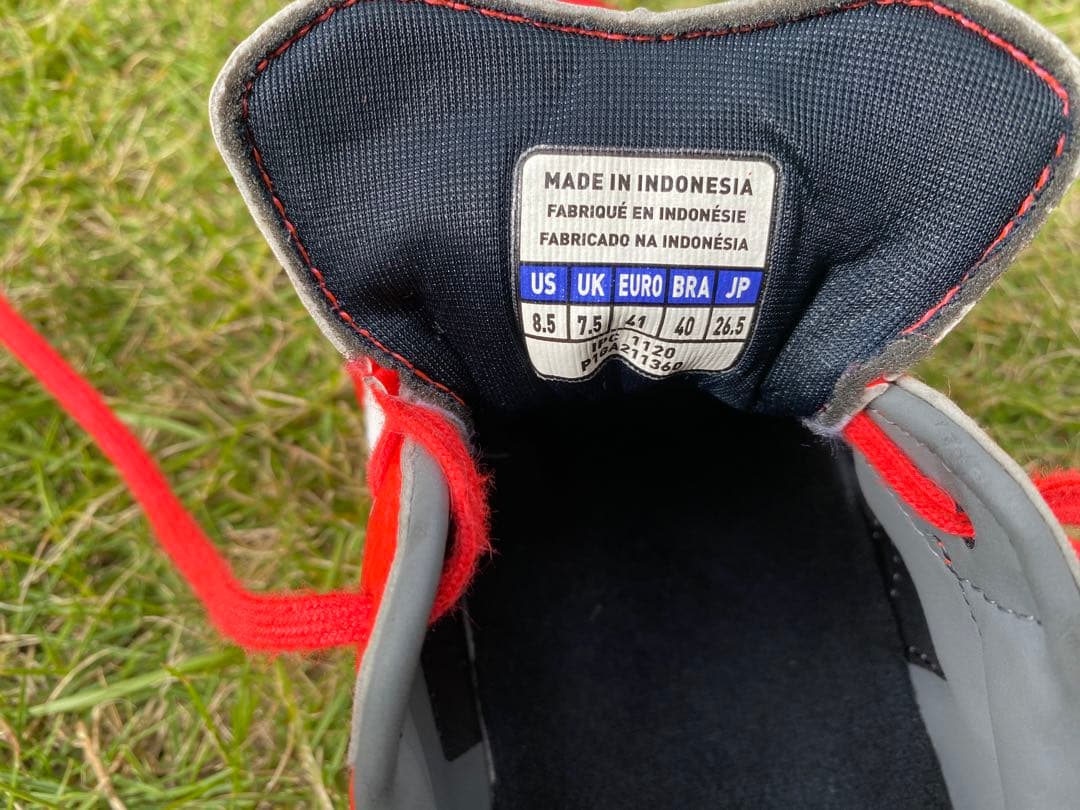 MADE IN INDONESIA
FABRIQUÉ EN INDONÉSIE
FABRICADO NA INDONÉSIA
US UK EURO BRA JP
8.5 7.5 41 40 26.5
1120